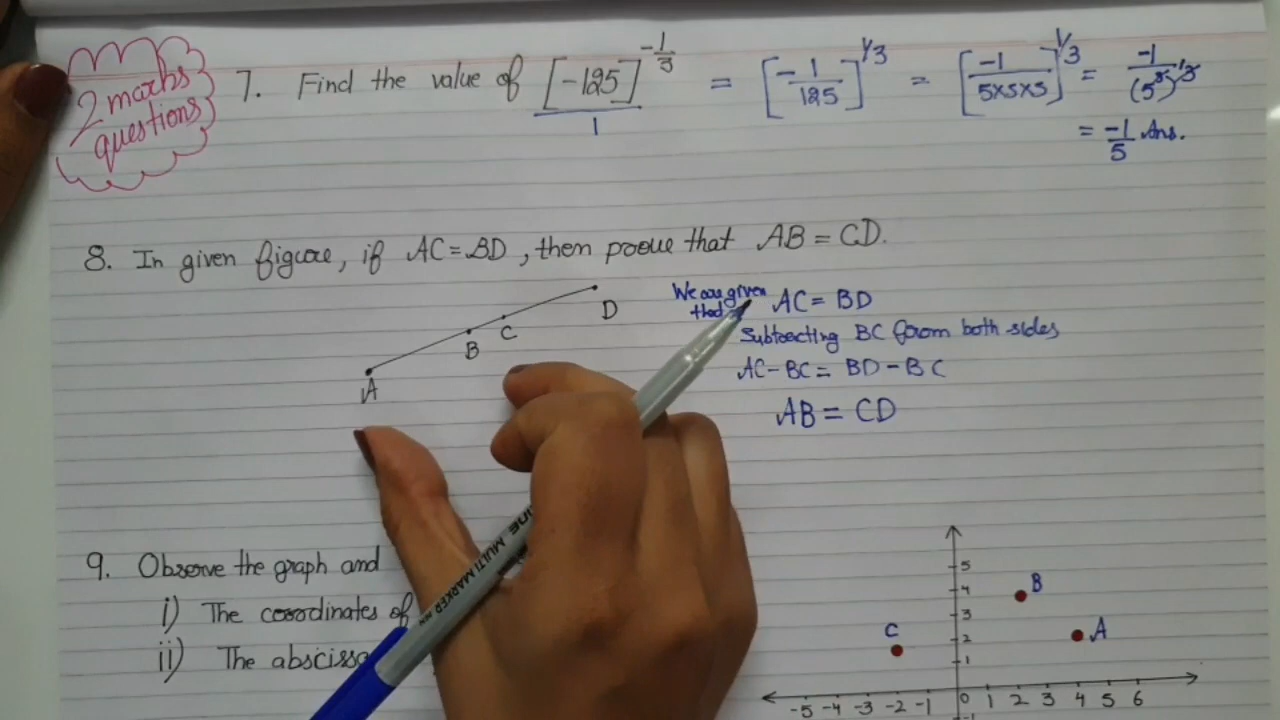 2 marks questions
7. Find the value of [-125]^{-1/3} / 1 = [-1/125]^{1/3} = [-1/(5×5×5)]^{1/3} = -1/(5^3)^{1/3}
= -1/5 Ans.
8. In given figure, if AC = BD, then prove that AB = CD.
A B C D
We are given that AC = BD
Subtracting BC from both sides
AC - BC = BD - BC
AB = CD
MULTI MARKER
9. Observe the graph and
i) The coordinates of
ii) The abscissa
5
4 B
3
2 A
C
1
-5 -4 -3 -2 -1 0 1 2 3 4 5 6